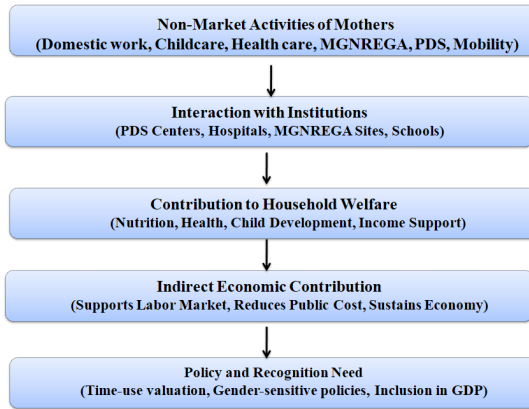 Non-Market Activities of Mothers
(Domestic work, Childcare, Health care, MGNREGA, PDS, Mobility)
Interaction with Institutions
(PDS Centers, Hospitals, MGNREGA Sites, Schools)
Contribution to Household Welfare
(Nutrition, Health, Child Development, Income Support)
Indirect Economic Contribution
(Supports Labor Market, Reduces Public Cost, Sustains Economy)
Policy and Recognition Need
(Time-use valuation, Gender-sensitive policies, Inclusion in GDP)